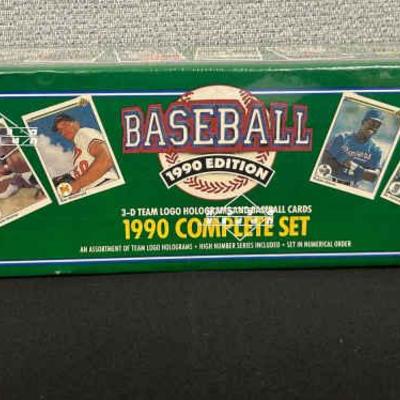 BASEBALL
1990 EDITION
3-D TEAM LOGO HOLOGRAMS AND BASEBALL CARDS
1990 COMPLETE SET
AN ASSORTMENT OF TEAM LOGO HOLOGRAMS • HIGH NUMBER SERIES INCLUDED • SET IN NUMERICAL ORDER